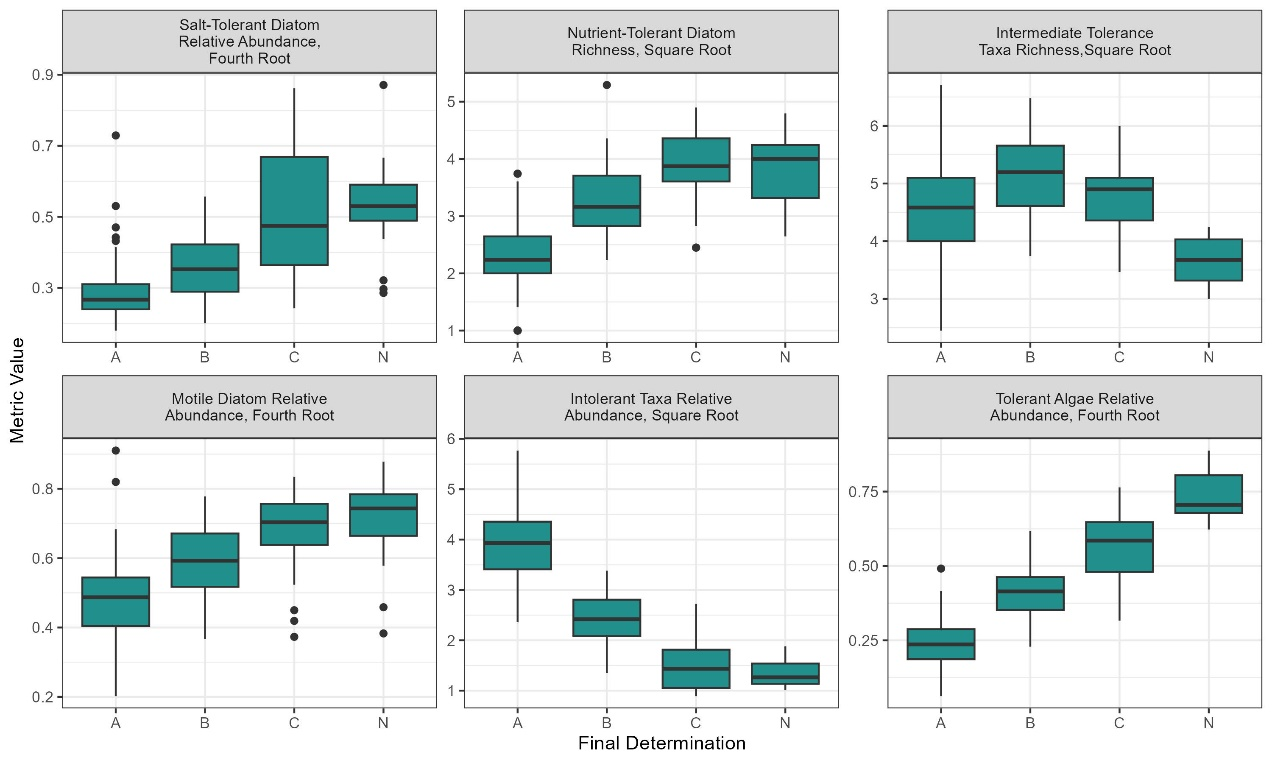 Salt-Tolerant Diatom
Relative Abundance,
Fourth Root
Nutrient-Tolerant Diatom
Richness, Square Root
Intermediate Tolerance
Taxa Richness,Square Root
0.9
0.7
0.5
0.3
A B C N
5
4
3
2
1
A B C N
6
5
4
3
A B C N
Metric Value
Motile Diatom Relative
Abundance, Fourth Root
Intolerant Taxa Relative
Abundance, Square Root
Tolerant Algae Relative
Abundance, Fourth Root
0.8
0.6
0.4
0.2
A B C N
6
5
4
3
2
1
A B C N
0.75
0.50
0.25
A B C N
Final Determination